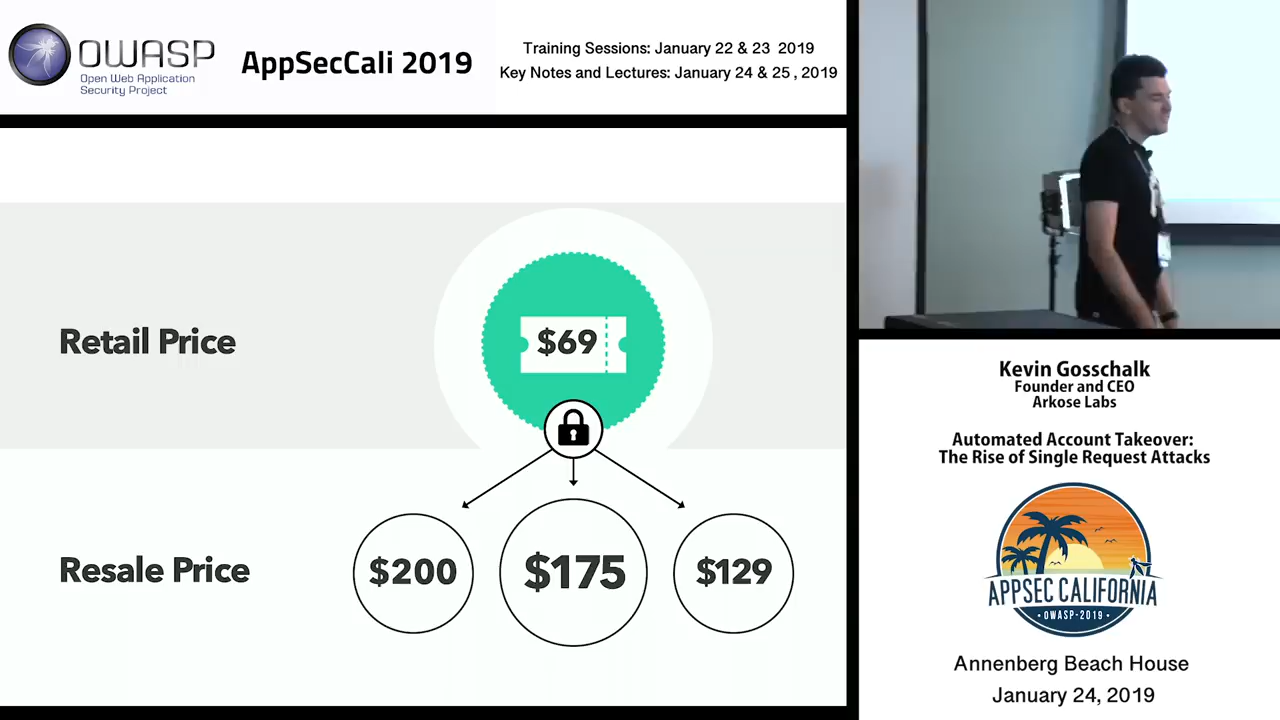 OWASP
Open Web Application
Security Project
AppSecCali 2019
Training Sessions: January 22 & 23 2019
Key Notes and Lectures: January 24 & 25 , 2019
Retail Price
$69
Resale Price
$200
$175
$129
Kevin Gosschalk
Founder and CEO
Arkose Labs
Automated Account Takeover:
The Rise of Single Request Attacks
APPSEC CALIFORNIA
•OWASP-2019•
Annenberg Beach House
January 24, 2019